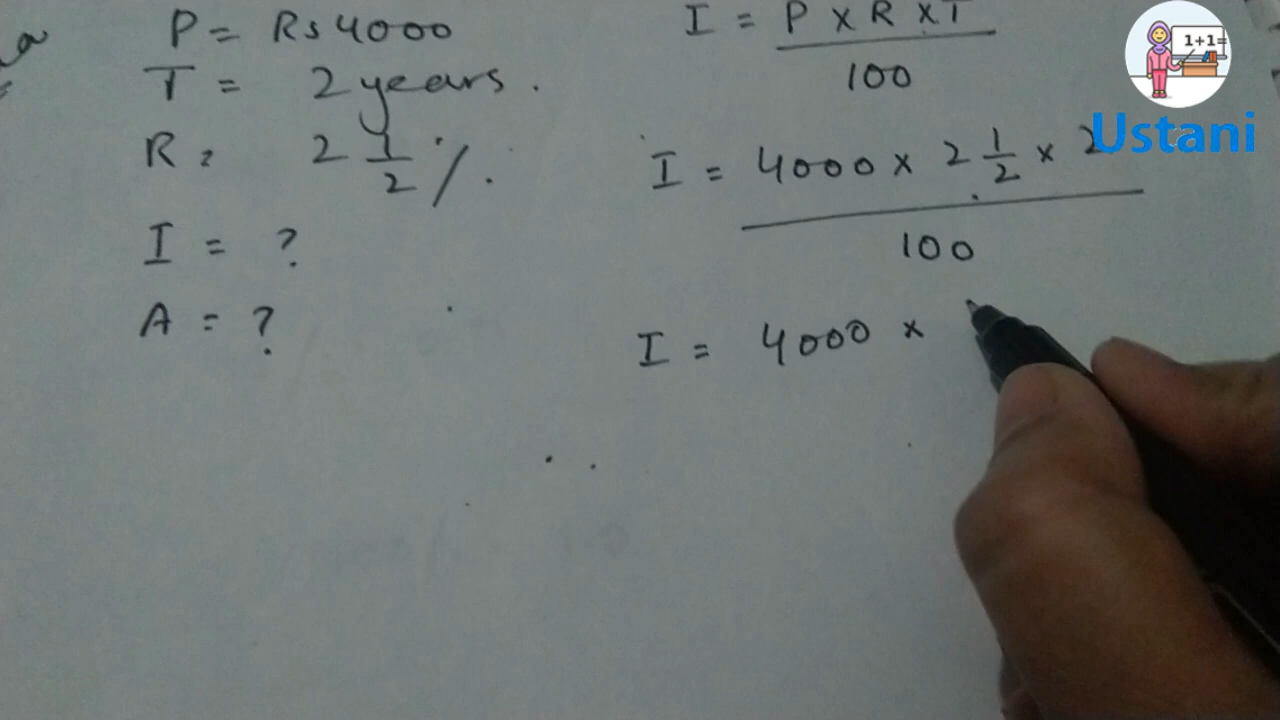 P = Rs 4000
T = 2 years.
R = 2 1/2 %.
I = ?
A = ?
I = P x R x T
100
I = 4000 x 2 1/2 x 2
100
I = 4000 x
1+1=
Ustani